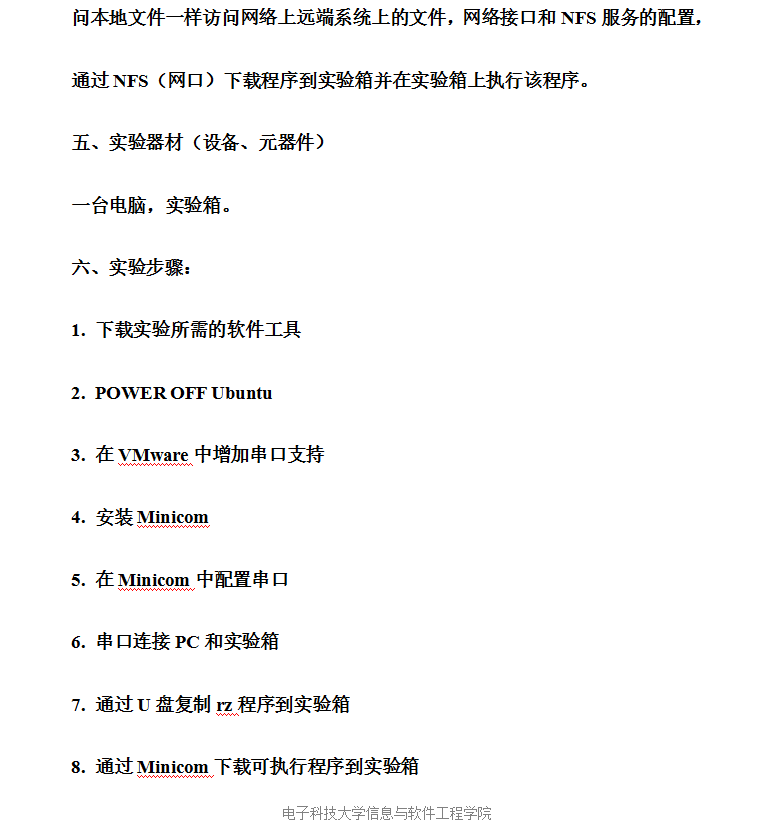 问本地文件一样访问网络上远端系统上的文件，网络接口和 NFS 服务的配置，
通过 NFS（网口）下载程序到实验箱并在实验箱上执行该程序。
五、实验器材（设备、元器件）
一台电脑，实验箱。
六、实验步骤：
1. 下载实验所需的软件工具
2. POWER OFF Ubuntu
3. 在 VMware 中增加串口支持
4. 安装 Minicom
5. 在 Minicom 中配置串口
6. 串口连接 PC 和实验箱
7. 通过 U 盘复制 rz 程序到实验箱
8. 通过 Minicom 下载可执行程序到实验箱
电子科技大学信息与软件工程学院